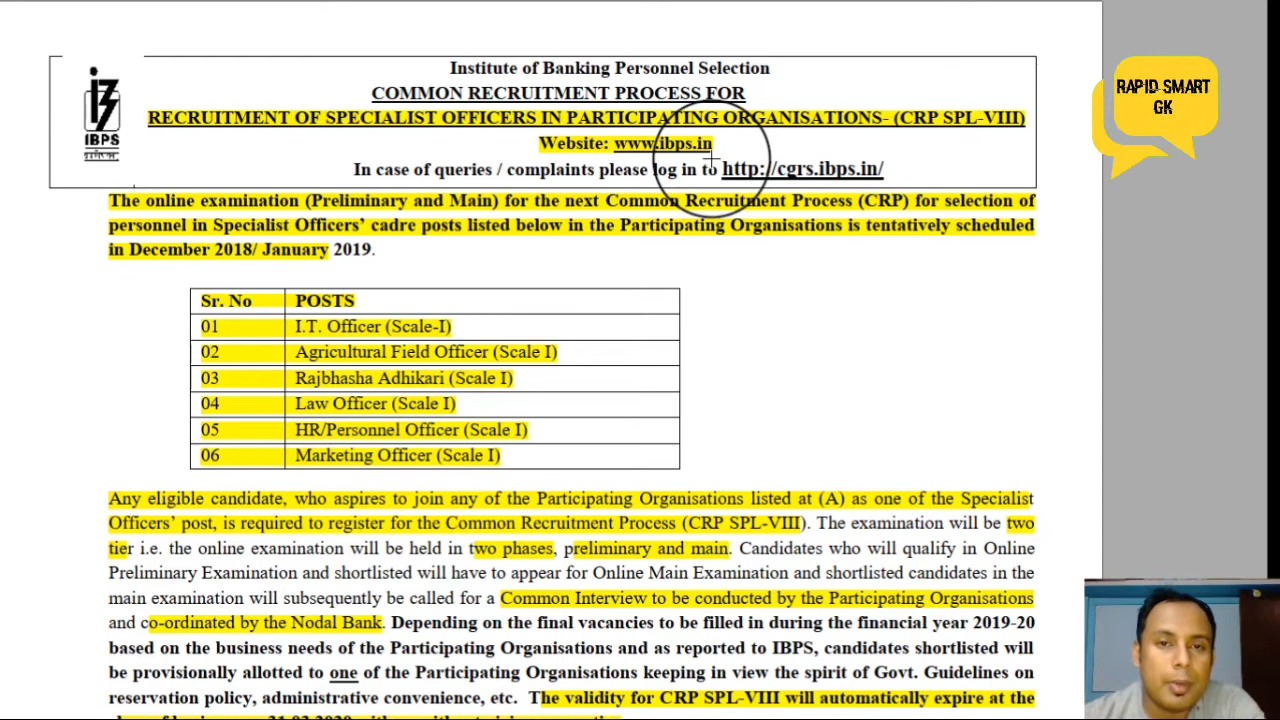 Institute of Banking Personnel Selection
COMMON RECRUITMENT PROCESS FOR
RECRUITMENT OF SPECIALIST OFFICERS IN PARTICIPATING ORGANISATIONS- (CRP SPL-VIII)
Website: www.ibps.in
In case of queries / complaints please log in to http://cgrs.ibps.in/
IBPS
RAPID SMART
GK
The online examination (Preliminary and Main) for the next Common Recruitment Process (CRP) for selection of
personnel in Specialist Officers' cadre posts listed below in the Participating Organisations is tentatively scheduled
in December 2018/ January 2019.
Sr. No POSTS
01 I.T. Officer (Scale-I)
02 Agricultural Field Officer (Scale I)
03 Rajbhasha Adhikari (Scale I)
04 Law Officer (Scale I)
05 HR/Personnel Officer (Scale I)
06 Marketing Officer (Scale I)
Any eligible candidate, who aspires to join any of the Participating Organisations listed at (A) as one of the Specialist
Officers' post, is required to register for the Common Recruitment Process (CRP SPL-VIII). The examination will be two
tier i.e. the online examination will be held in two phases, preliminary and main. Candidates who will qualify in Online
Preliminary Examination and shortlisted will have to appear for Online Main Examination and shortlisted candidates in the
main examination will subsequently be called for a Common Interview to be conducted by the Participating Organisations
and co-ordinated by the Nodal Bank. Depending on the final vacancies to be filled in during the financial year 2019-20
based on the business needs of the Participating Organisations and as reported to IBPS, candidates shortlisted will
be provisionally allotted to one of the Participating Organisations keeping in view the spirit of Govt. Guidelines on
reservation policy, administrative convenience, etc. The validity for CRP SPL-VIII will automatically expire at the